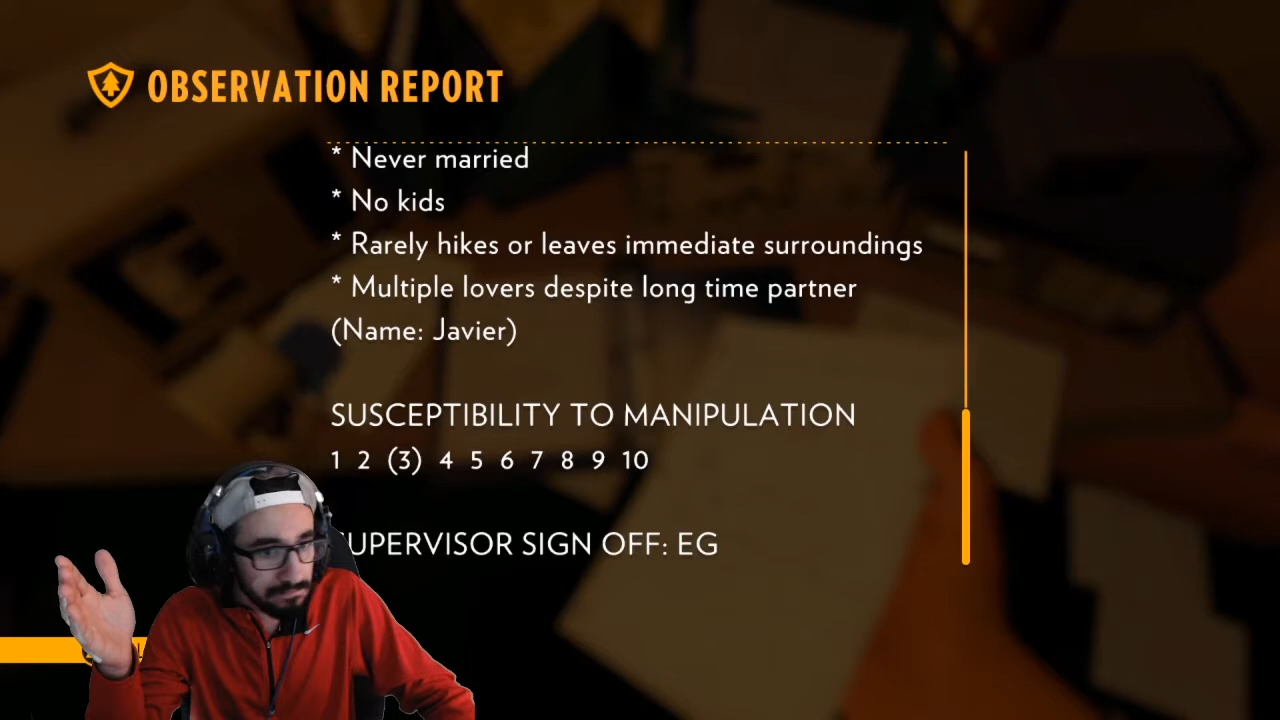 OBSERVATION REPORT
* Never married
* No kids
* Rarely hikes or leaves immediate surroundings
* Multiple lovers despite long time partner
(Name: Javier)
SUSCEPTIBILITY TO MANIPULATION
1 2 (3) 4 5 6 7 8 9 10
SUPERVISOR SIGN OFF: EG